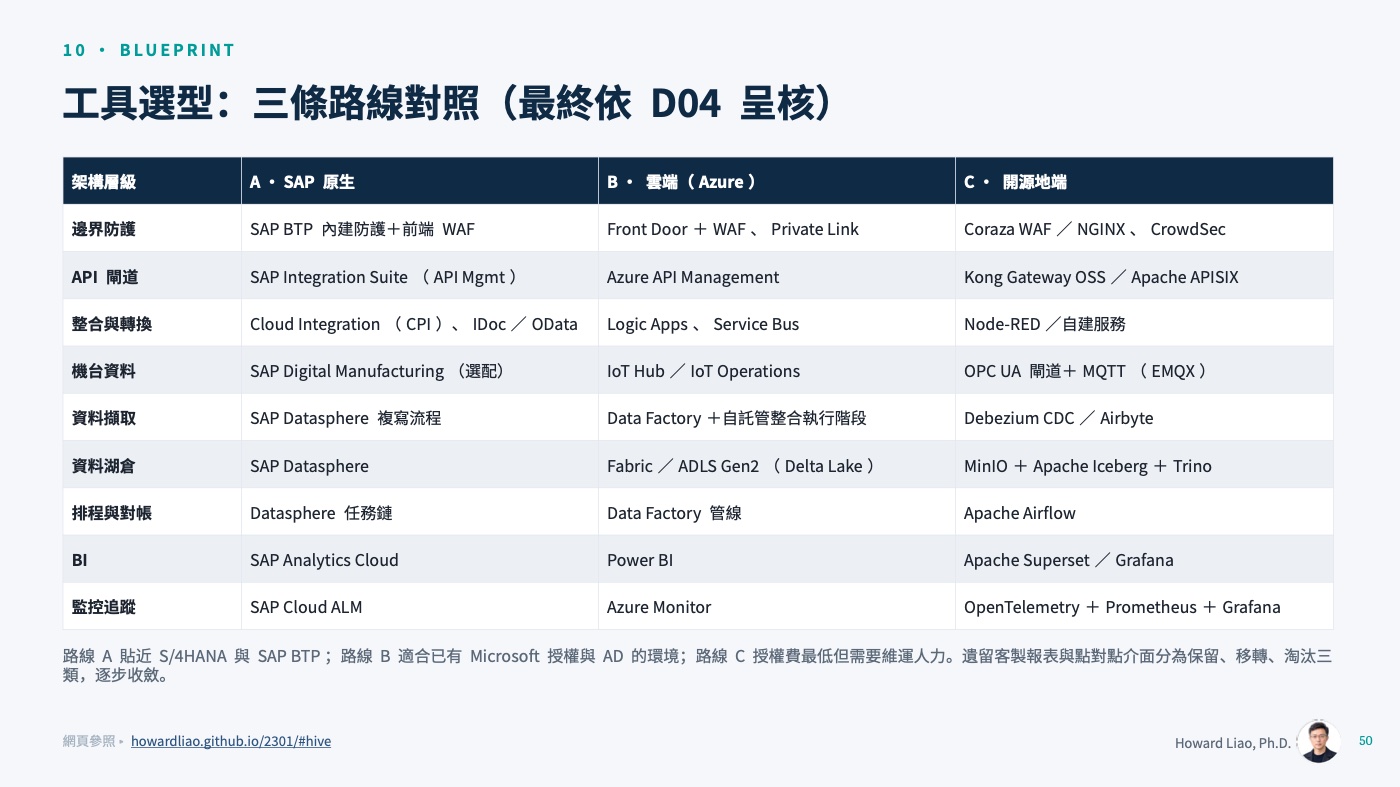 10 • BLUEPRINT
工具選型：三條路線對照（最終依 D04 呈核）
架構層級 A • SAP 原生 B • 雲端（ Azure ） C • 開源地端
邊界防護 SAP BTP 內建防護＋前端 WAF Front Door ＋ WAF 、 Private Link Coraza WAF ／ NGINX 、 CrowdSec
API 閘道 SAP Integration Suite （ API Mgmt ） Azure API Management Kong Gateway OSS ／ Apache APISIX
整合與轉換 Cloud Integration （ CPI ）、 IDoc ／ OData Logic Apps 、 Service Bus Node-RED ／自建服務
機台資料 SAP Digital Manufacturing （選配） IoT Hub ／ IoT Operations OPC UA 閘道＋ MQTT （ EMQX ）
資料擷取 SAP Datasphere 複寫流程 Data Factory ＋自託管整合執行階段 Debezium CDC ／ Airbyte
資料湖倉 SAP Datasphere Fabric ／ ADLS Gen2 （ Delta Lake ） MinIO ＋ Apache Iceberg ＋ Trino
排程與對帳 Datasphere 任務鏈 Data Factory 管線 Apache Airflow
BI SAP Analytics Cloud Power BI Apache Superset ／ Grafana
監控追蹤 SAP Cloud ALM Azure Monitor OpenTelemetry ＋ Prometheus ＋ Grafana
路線 A 貼近 S/4HANA 與 SAP BTP ；路線 B 適合已有 Microsoft 授權與 AD 的環境；路線 C 授權費最低但需要維運人力。遺留客製報表與點對點介面分為保留、移轉、淘汰三
類，逐步收斂。
網頁參照 ▸ howardliao.github.io/2301/#hive
Howard Liao, Ph.D. 50